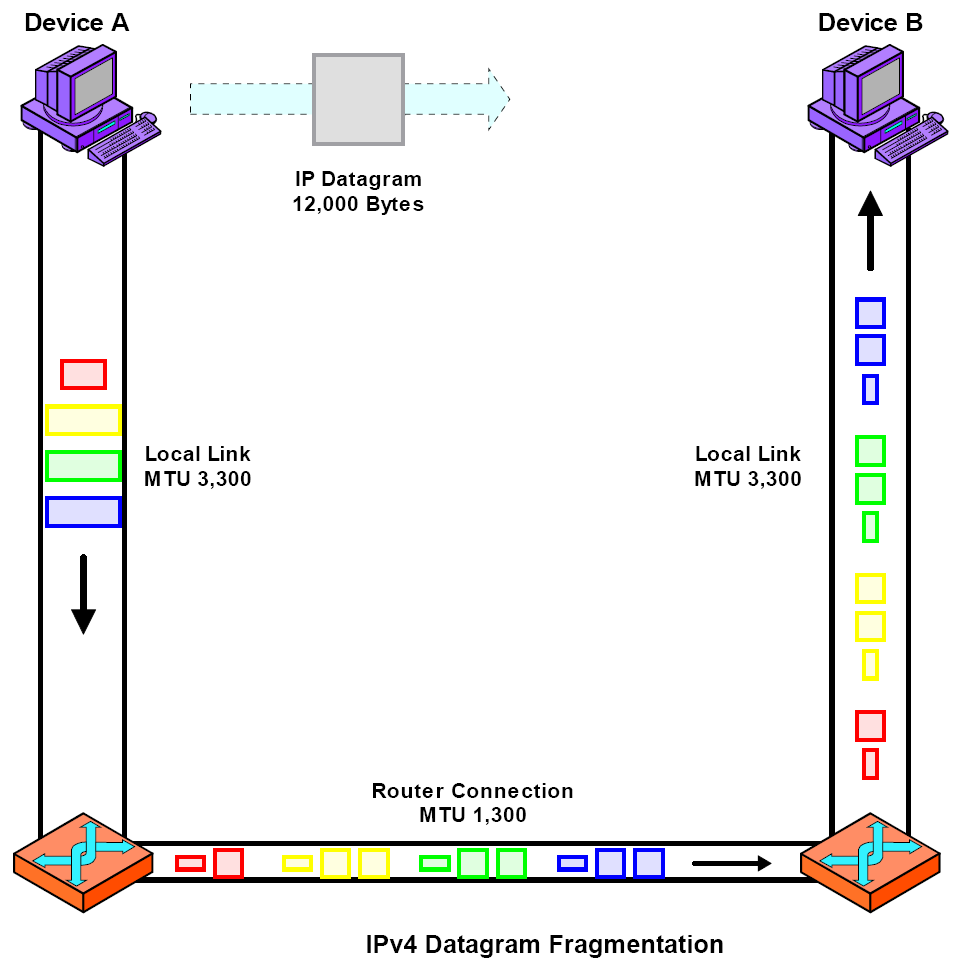 Device A
Device B
IP Datagram
12,000 Bytes
Local Link
MTU 3,300
Local Link
MTU 3,300
Router Connection
MTU 1,300
IPv4 Datagram Fragmentation